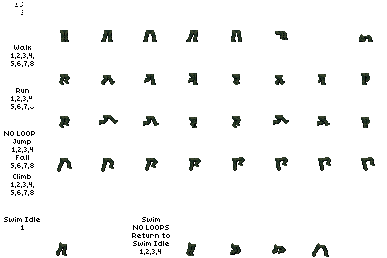 Walk
1,2,3,4,
5,6,7,8
Run
1,2,3,4
5,6,7,8
NO LOOP
Jump
1,2,3,4
Fall
5,6,7,8
Climb
1,2,3,4,
5,6,7,8
Swim Idle
1
Swim
NO LOOPS
Return to
Swim Idle
1,2,3,4